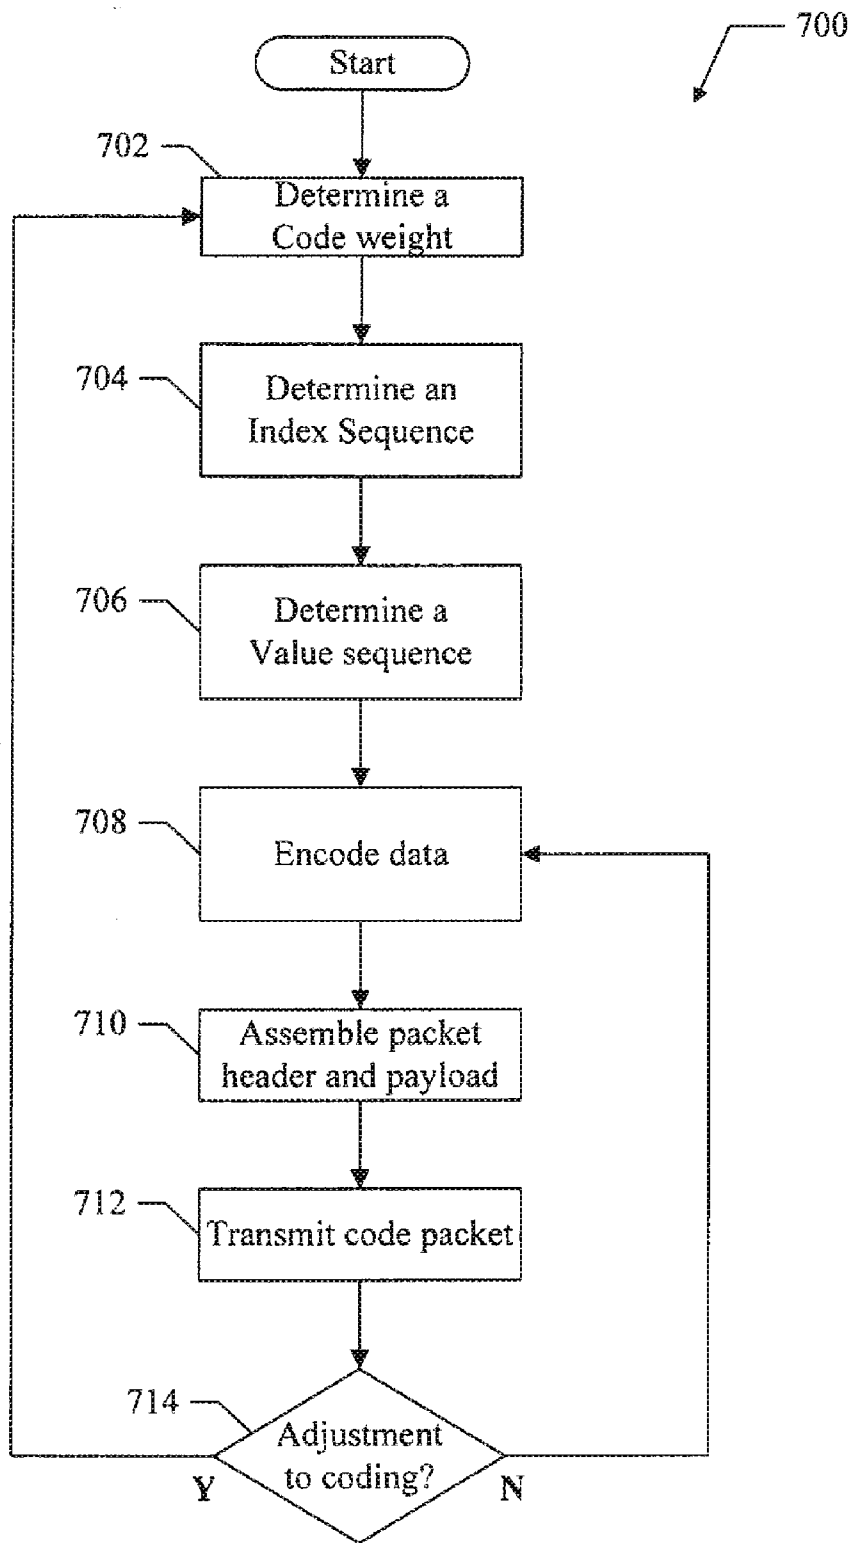 700
Start
702
Determine a
Code weight
704
Determine an
Index Sequence
706
Determine a
Value sequence
708
Encode data
710
Assemble packet
header and payload
712
Transmit code packet
714
Adjustment
to coding?
Y
N